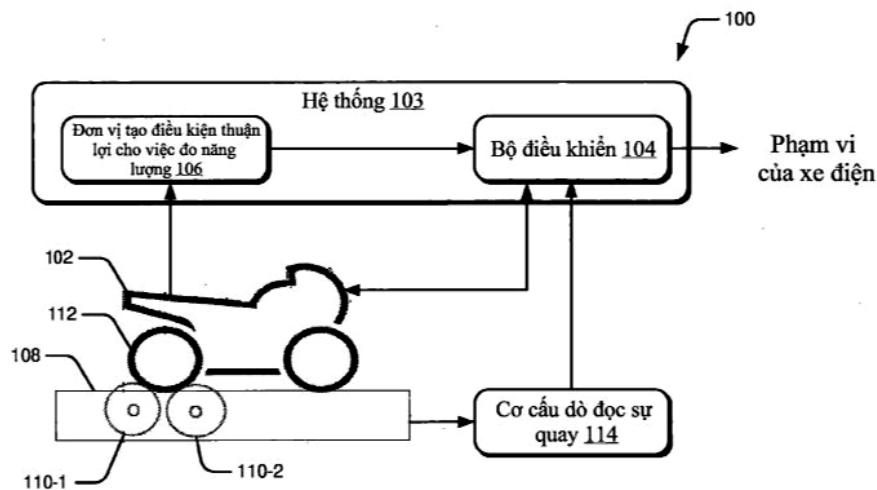 100
Hệ thống 103
Đơn vị tạo điều kiện thuận
lợi cho việc đo năng
lượng 106
Bộ điều khiển 104
Phạm vi
của xe điện
102
112
108
110-1
110-2
Cơ cấu dò đọc sự
quay 114